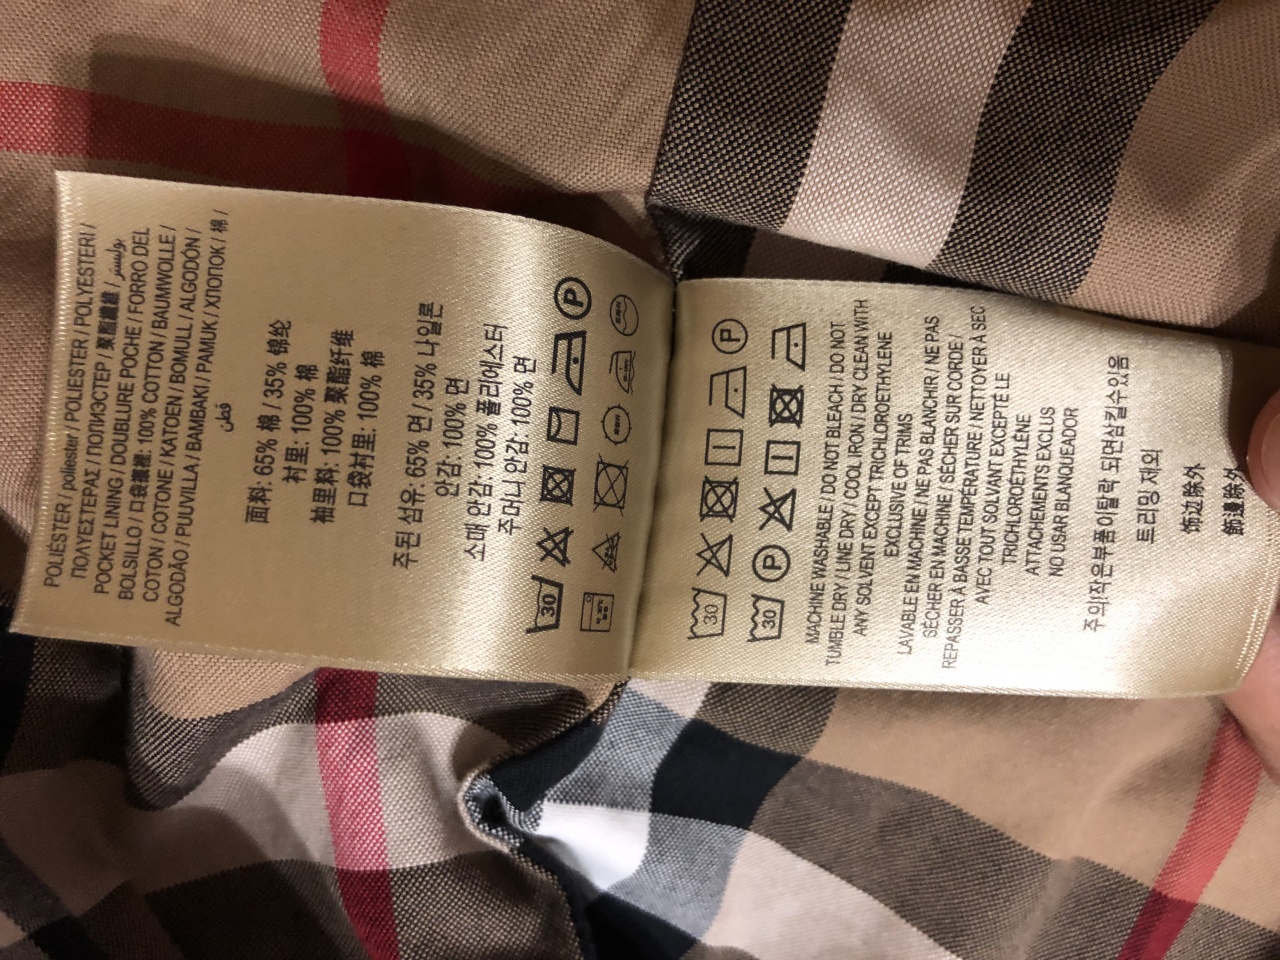 POLIÉSTER / poliester / POLIESTER / POLYESTERI /
ΠΟΛΥΕΣΤΕΡΑΣ / ПОЛИЭСТЕР / 聚酯纖維 / بوليستر
POCKET LINING / DOUBLURE POCHE / FORRO DEL
BOLSILLO / 口袋襯裡: 100% COTTON / BAUMWOLLE /
COTON / COTONE / KATOEN / BOMULL / ALGODÓN /
ALGODÃO / PUUVILLA / BAMBAKI / PAMUK / ХЛОПОК / 棉 /
قطن
面料: 65% 棉 / 35% 锦纶
衬里: 100% 棉
袖里料: 100% 聚酯纤维
口袋衬里: 100% 棉
주된 섬유: 65% 면 / 35% 나일론
안감: 100% 면
소매 안감: 100% 폴리에스터
주머니 안감: 100% 면
30 P
30 P
30 P
MACHINE WASHABLE / DO NOT BLEACH / DO NOT
TUMBLE DRY / LINE DRY / COOL IRON / DRY CLEAN WITH
ANY SOLVENT EXCEPT TRICHLOROETHYLENE
EXCLUSIVE OF TRIMS
LAVABLE EN MACHINE / NE PAS BLANCHIR / NE PAS
SÉCHER EN MACHINE / SÉCHER SUR CORDE /
REPASSER À BASSE TEMPÉRATURE / NETTOYER À SEC
AVEC TOUT SOLVANT EXCEPTÉ LE
TRICHLOROETHYLÈNE
ATTACHEMENTS EXCLUS
NO USAR BLANQUEADOR
주의!작은부품 이탈락 되면삼킬수있음
트리밍 제외
饰边除外
飾邊除外